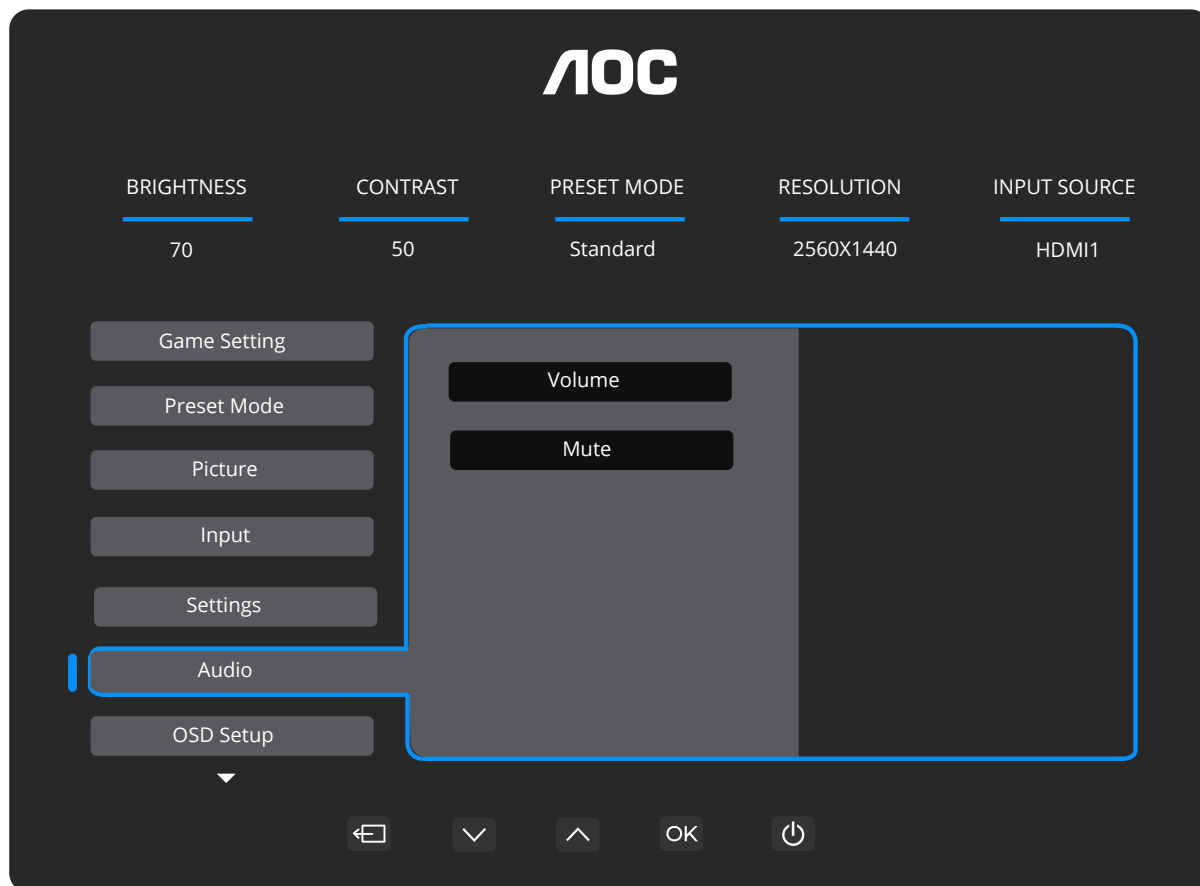 AOC
BRIGHTNESS CONTRAST PRESET MODE RESOLUTION INPUT SOURCE
70 50 Standard 2560X1440 HDMI1
Game Setting
Preset Mode
Picture
Input
Settings
Audio
OSD Setup
Volume
Mute
OK